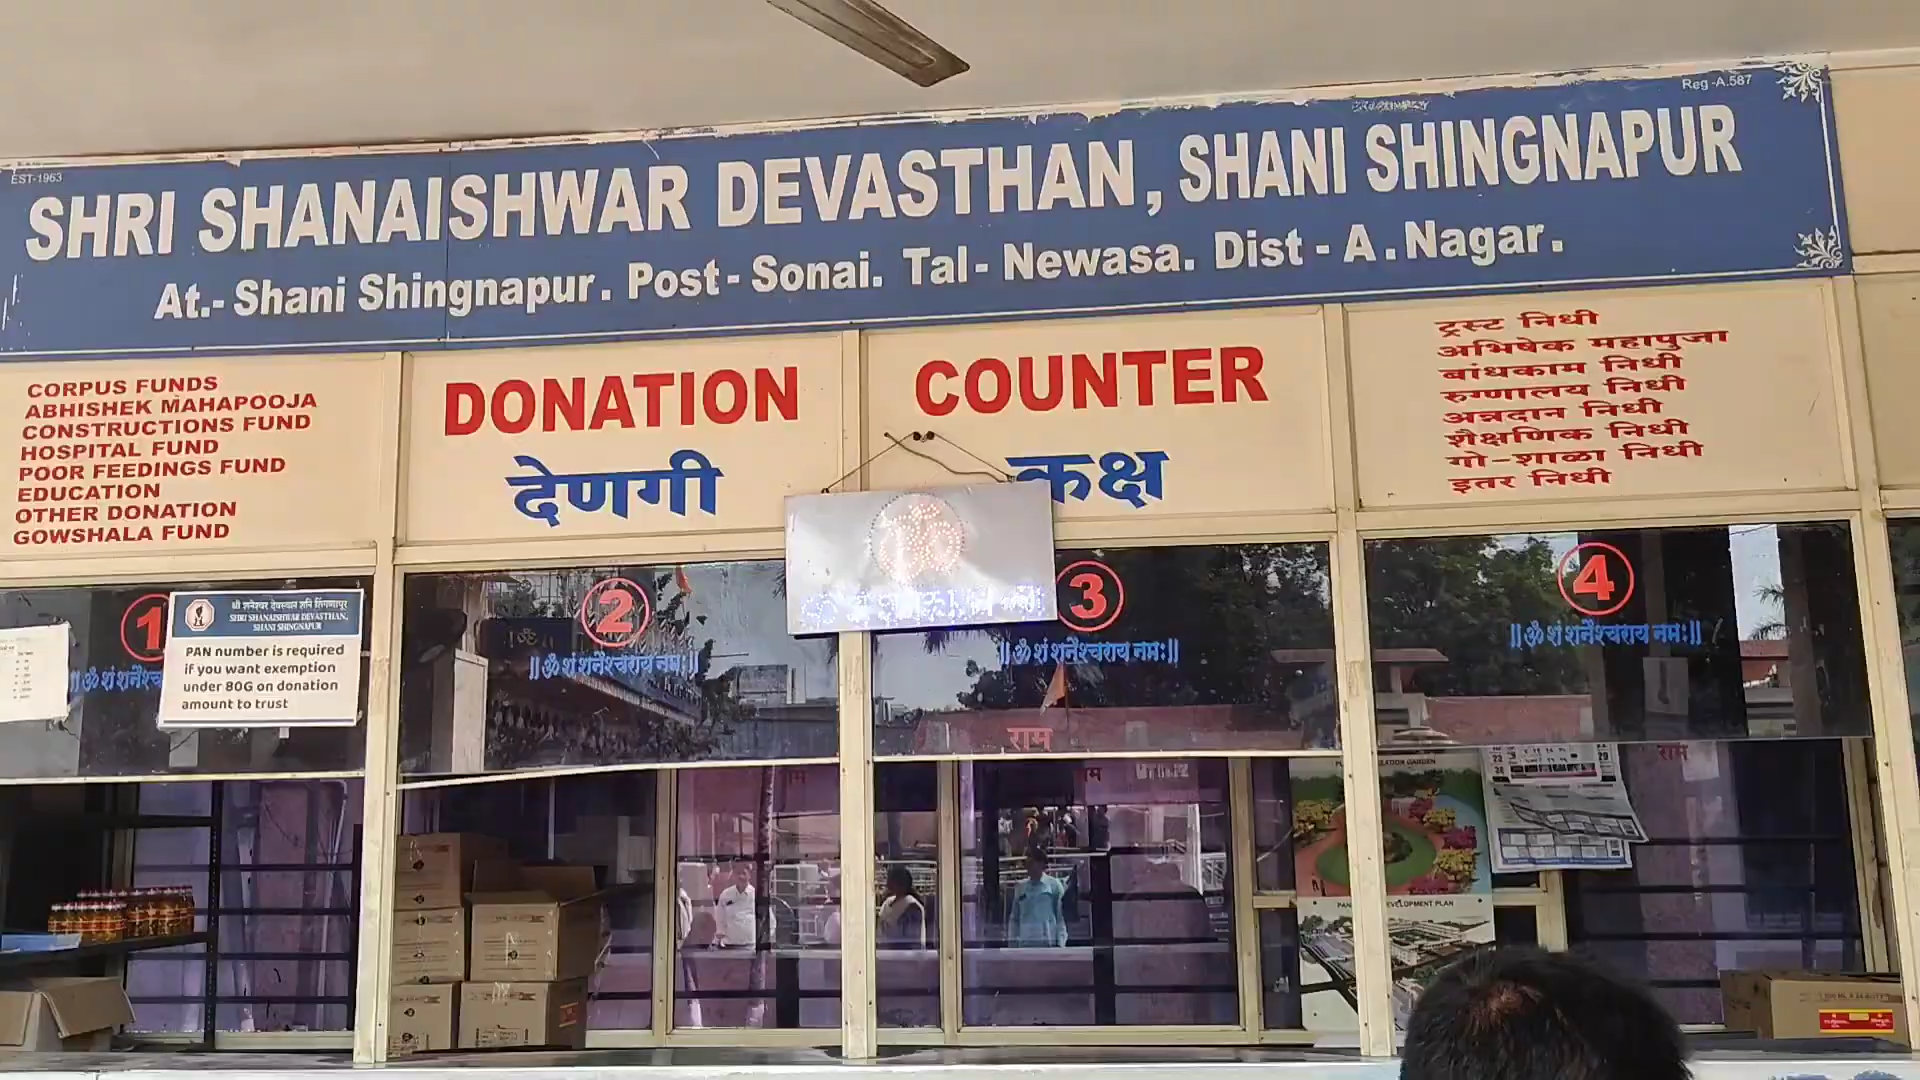 EST-1963
Reg -A.587
SHRI SHANAISHWAR DEVASTHAN, SHANI SHINGNAPUR
At.- Shani Shingnapur. Post- Sonai. Tal- Newasa. Dist - A. Nagar.
CORPUS FUNDS
ABHISHEK MAHAPOOJA
CONSTRUCTIONS FUND
HOSPITAL FUND
POOR FEEDINGS FUND
EDUCATION
OTHER DONATION
GOWSHALA FUND
DONATION COUNTER
देणगी कक्ष
ट्रस्ट निधी
अभिषेक महापुजा
बांधकाम निधी
रुग्णालय निधी
अन्नदान निधी
शैक्षणिक निधी
गो-शाळा निधी
इतर निधी
ॐ
1
श्री शनैश्वर देवस्थान शनि शिंगणापूर
SHRI SHANAISHWAR DEVASTHAN,
SHANI SHINGNAPUR
PAN number is required
if you want exemption
under 80G on donation
amount to trust
2
||ॐ शं शनैश्चराय नमः||
3
||ॐ शं शनैश्चराय नमः||
4
||ॐ शं शनैश्चराय नमः||
राम
राम
GARDEN
DEVELOPMENT PLAN